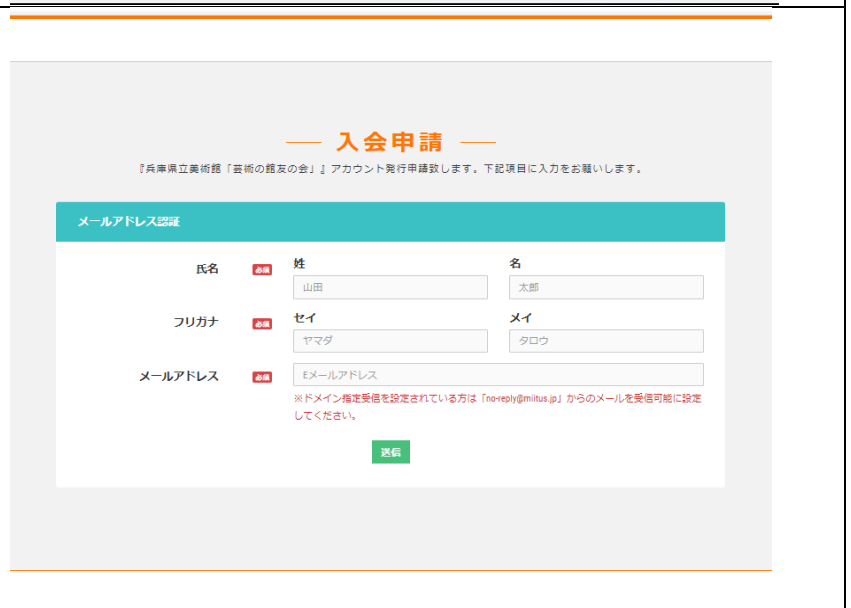 入会申請
『兵庫県立美術館「芸術の館友の会」』アカウント発行申請致します。下記項目に入力をお願いします。
メールアドレス認証
氏名 必須 姓 名
山田 太郎
フリガナ 必須 セイ メイ
ヤマダ タロウ
メールアドレス 必須 Eメールアドレス
※ドメイン指定受信を設定されている方は「no-reply@miitus.jp」からのメールを受信可能に設定
してください。
送信